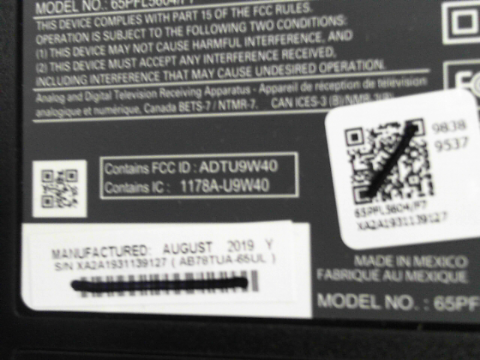 MODEL NO.: 65PFL5604/F7
THIS DEVICE COMPLIES WITH PART 15 OF THE FCC RULES.
OPERATION IS SUBJECT TO THE FOLLOWING TWO CONDITIONS:
(1) THIS DEVICE MAY NOT CAUSE HARMFUL INTERFERENCE, AND
(2) THIS DEVICE MUST ACCEPT ANY INTERFERENCE RECEIVED,
INCLUDING INTERFERENCE THAT MAY CAUSE UNDESIRED OPERATION.
Analog and Digital Television Receiving Apparatus - Appareil de réception de télévision
analogique et numérique, Canada BETS-7 / NTMR-7. CAN ICES-3 (B)/NMB-3(B)
Contains FCC ID : ADTU9W40
Contains IC : 1178A-U9W40
9838
9537
65PFL5604/F7
XA2A1931139127
MANUFACTURED: AUGUST 2019 Y
S/N XA2A1931139127 ( AB78TUA-65UL )
MADE IN MEXICO
FABRIQUÉ AU MEXIQUE
MODEL NO. : 65PF